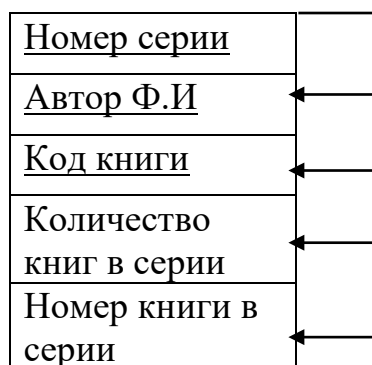 Номер серии
Автор Ф.И
Код книги
Количество
книг в серии
Номер книги в
серии